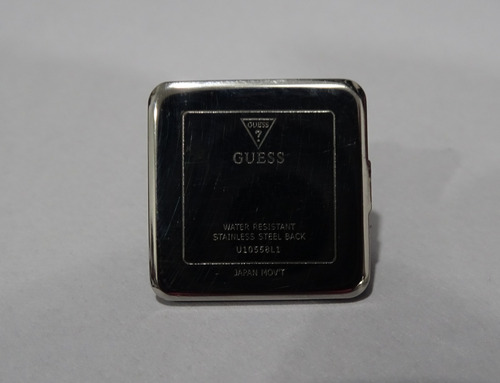 GUESS
?
GUESS
WATER RESISTANT
STAINLESS STEEL BACK
U10558L1
JAPAN MOV'T